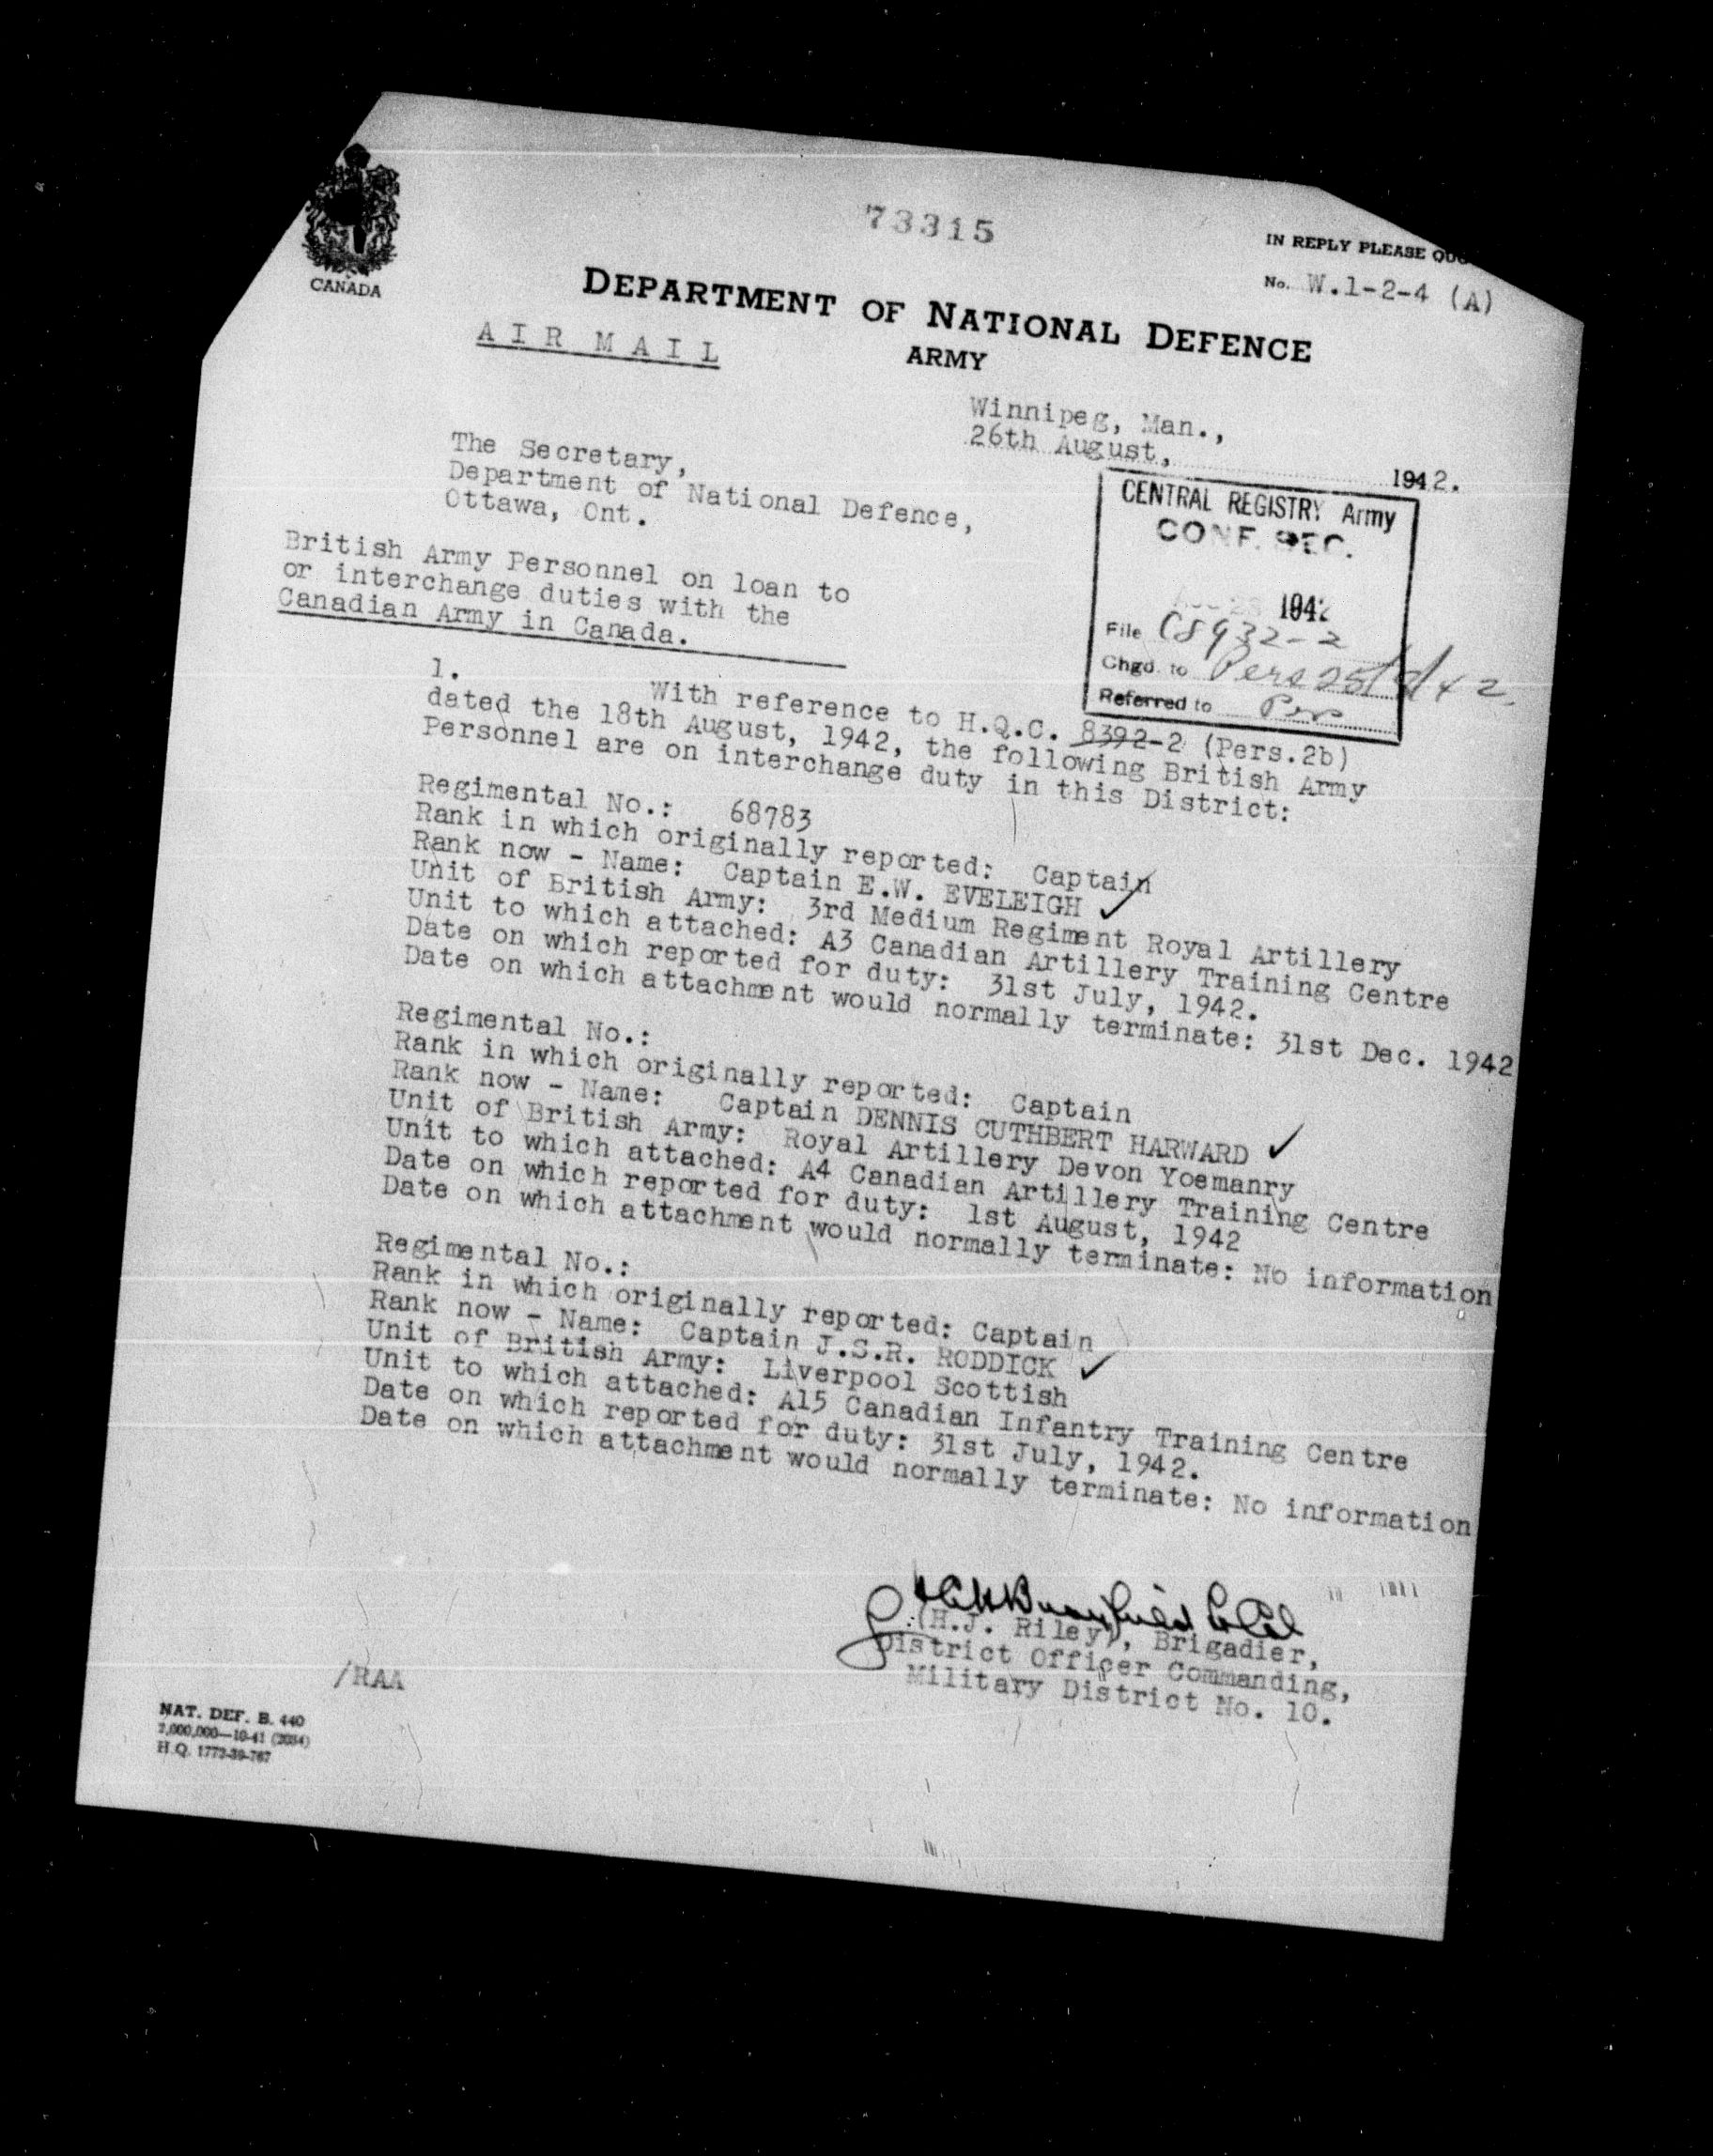 73315
IN REPLY PLEASE
No. W.1-2-4 (A)
CANADA
DEPARTMENT OF NATIONAL DEFENCE
ARMY
AIR MAIL
Winnipeg, Man.,
26th August, 1942.
The Secretary,
Department of National Defence,
Ottawa, Ont.
CENTRAL REGISTRY Army
CONF. SEC.
1942
File
Chgd. to Pers
Referred to Per
British Army Personnel on loan to
or interchange duties with the
Canadian Army in Canada.
1. With reference to H.Q.C. 8392-2 (Pers.2b)
dated the 18th August, 1942, the following British Army
Personnel are on interchange duty in this District:
Regimental No.: 68783
Rank in which originally reported: Captain
Rank now - Name: Captain E.W. EVELEIGH ✓
Unit of British Army: 3rd Medium Regiment Royal Artillery
Unit to which attached: A3 Canadian Artillery Training Centre
Date on which reported for duty: 31st July, 1942.
Date on which attachment would normally terminate: 31st Dec. 1942
Regimental No.:
Rank in which originally reported: Captain
Rank now - Name: Captain DENNIS CUTHBERT HARWARD ✓
Unit of British Army: Royal Artillery Devon Yoemanry
Unit to which attached: A4 Canadian Artillery Training Centre
Date on which reported for duty: 1st August, 1942
Date on which attachment would normally terminate: No information
Regimental No.:
Rank in which originally reported: Captain
Rank now - Name: Captain J.S.R. RODDICK ✓
Unit of British Army: Liverpool Scottish
Unit to which attached: A15 Canadian Infantry Training Centre
Date on which reported for duty: 31st July, 1942.
Date on which attachment would normally terminate: No information
(H.J. Riley), Brigadier,
District Officer Commanding,
Military District No. 10.
/RAA
NAT. DEF. B. 440
H.Q. 1772-39-767